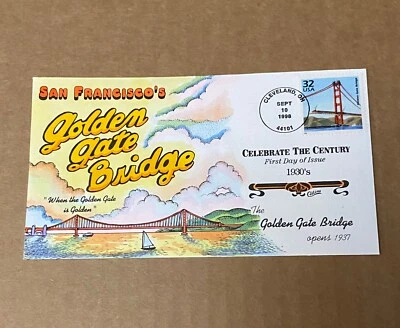 SAN FRANCISCO'S
Golden
Gate
Bridge
"When the Golden Gate
is Golden"
CLEVELAND, OH
SEPT
10
1998
44101
32
USA
CELEBRATE THE CENTURY
First Day of Issue
1930's
The
Golden Gate Bridge
opens 1937